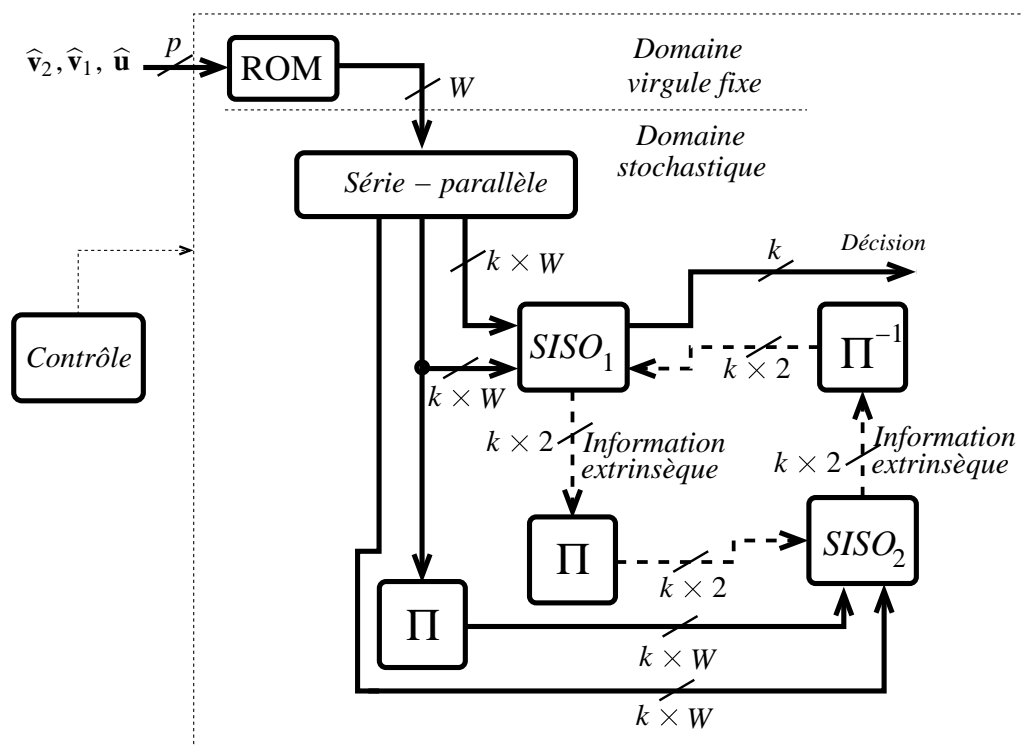 v̂₂, v̂₁, û
p
ROM
W
Domaine
virgule fixe
Domaine
stochastique
Série – parallèle
k × W
k
Décision
Contrôle
SISO₁
k × W
k × 2
Π⁻¹
k × 2
Information
extrinsèque
k × 2
Information
extrinsèque
Π
k × 2
SISO₂
Π
k × W
k × W